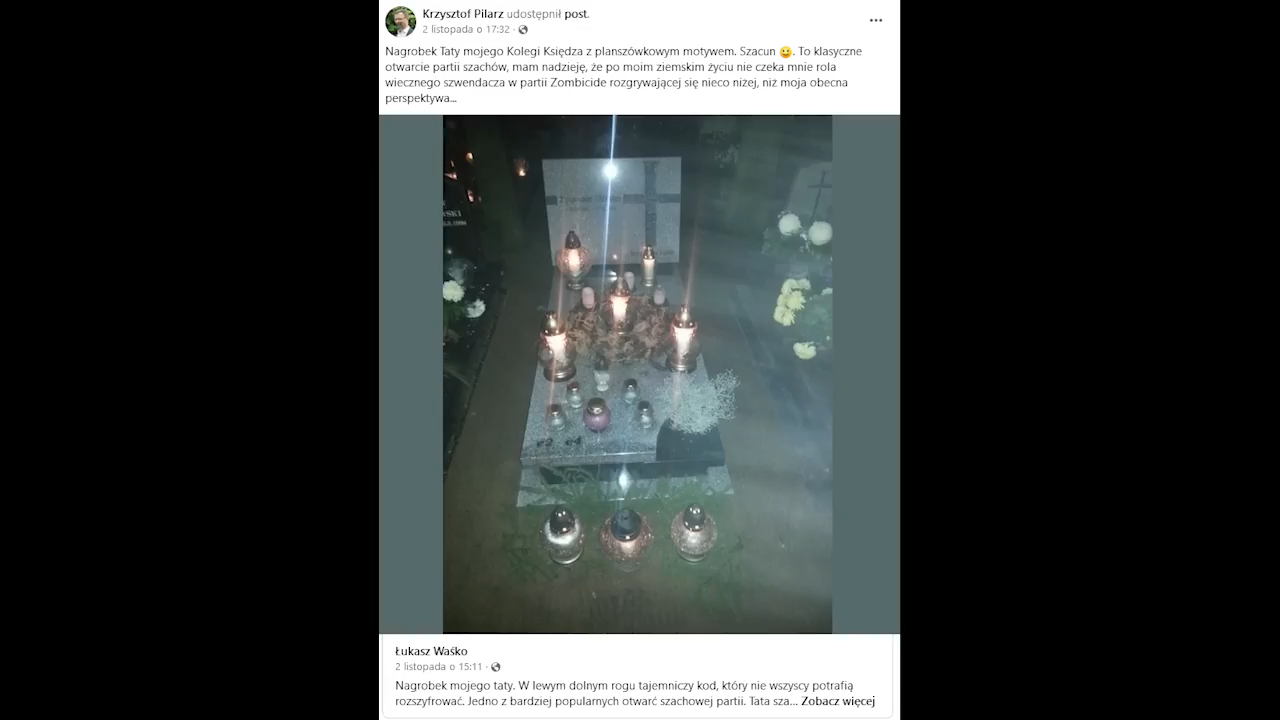 Krzysztof Pilarz udostępnił post.
2 listopada o 17:32 ·
Nagrobek Taty mojego Kolegi Księdza z planszówkowym motywem. Szacun 🙂. To klasyczne
otwarcie partii szachów, mam nadzieję, że po moim ziemskim życiu nie czeka mnie rola
wiecznego szwendacza w partii Zombicide rozgrywającej się nieco niżej, niż moja obecna
perspektywa...
SKI
e2 e4
Łukasz Waśko
2 listopada o 15:11 ·
Nagrobek mojego taty. W lewym dolnym rogu tajemniczy kod, który nie wszyscy potrafią
rozszyfrować. Jedno z bardziej popularnych otwarć szachowej partii. Tata sza... Zobacz więcej